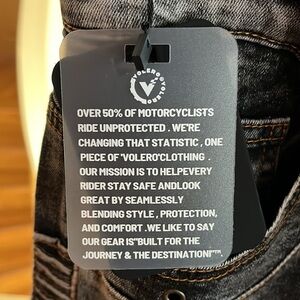 VOLERO VOLERO
V
OVER 50% OF MOTORCYCLISTS
RIDE UNPROTECTED . WE'RE
CHANGING THAT STATISTIC , ONE
PIECE OF "VOLERO"CLOTHING .
OUR MISSION IS TO HELPEVERY
RIDER STAY SAFE ANDLOOK
GREAT BY SEAMLESSLY
BLENDING STYLE , PROTECTION,
AND COMFORT .WE LIKE TO SAY
OUR GEAR IS"BUILT FOR THE
JOURNEY & THE DESTINATION!"™.